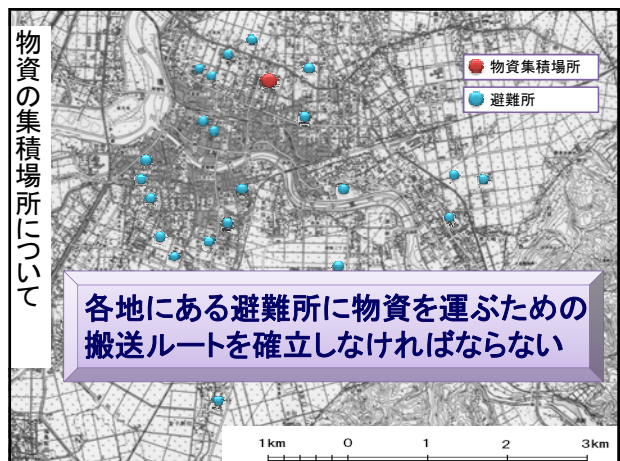 物資の集積場所について
物資集積場所
避難所
各地にある避難所に物資を運ぶための
搬送ルートを確立しなければならない
1km 0 1 2 3km